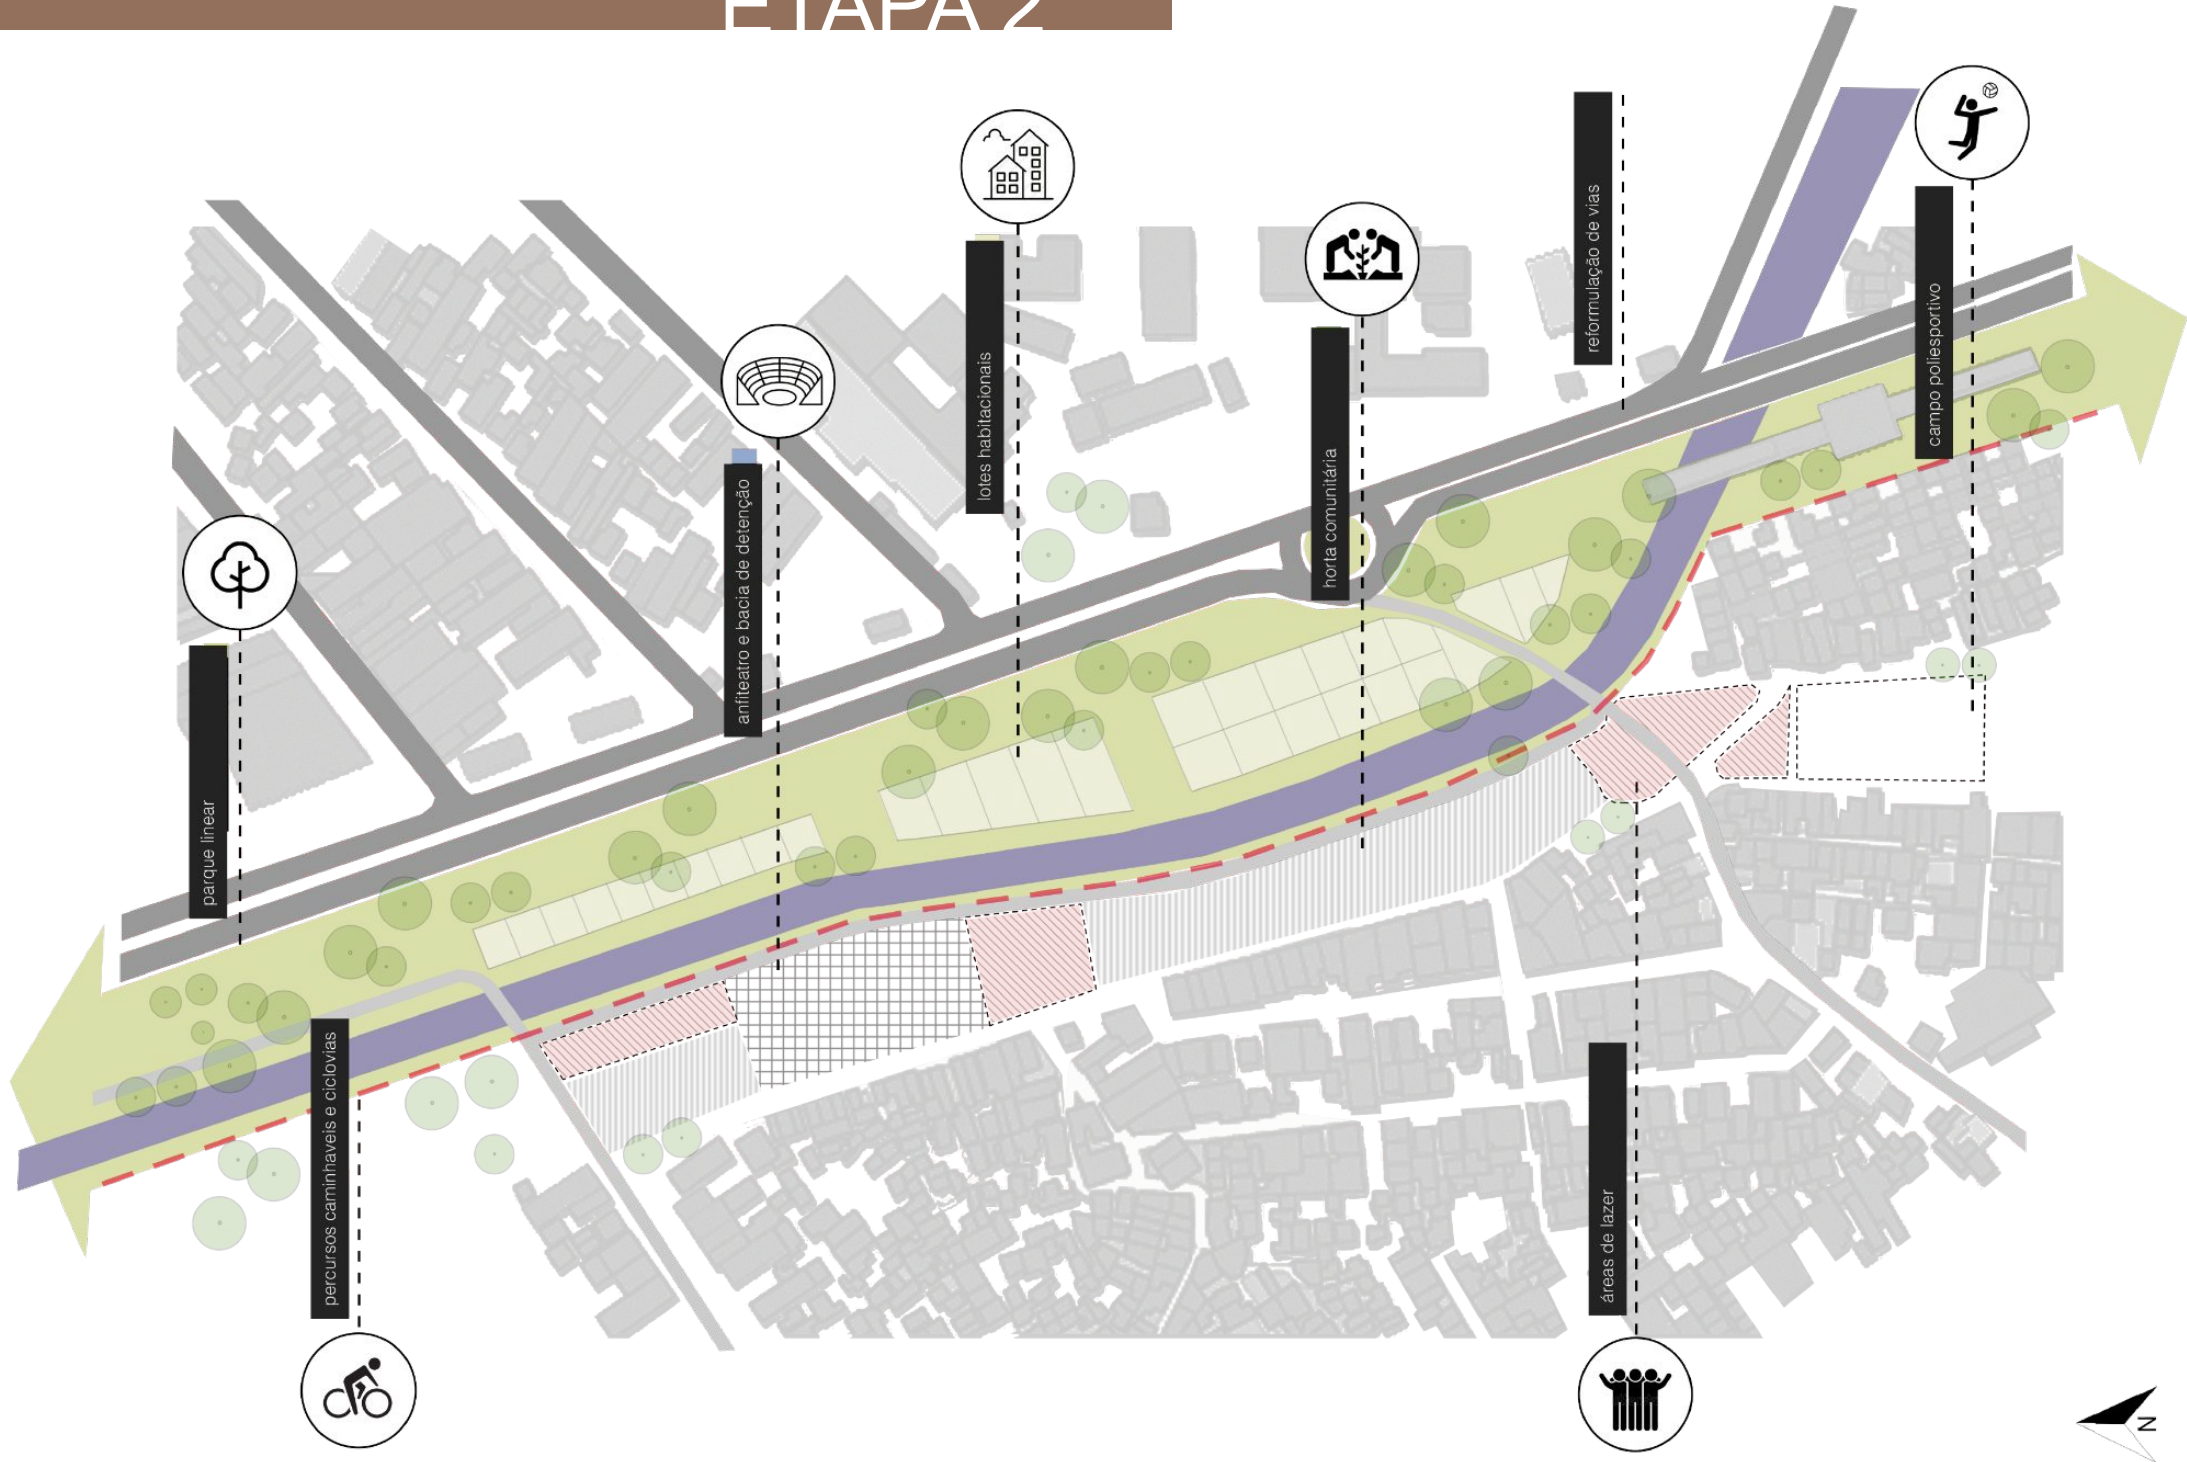 ETAPA 2
parque linear
percursos caminhaveis e ciclovias
anfiteatro e bacia de detenção
lotes habitacionais
horta comunitária
reformulação de vias
áreas de lazer
campo poliesportivo
N